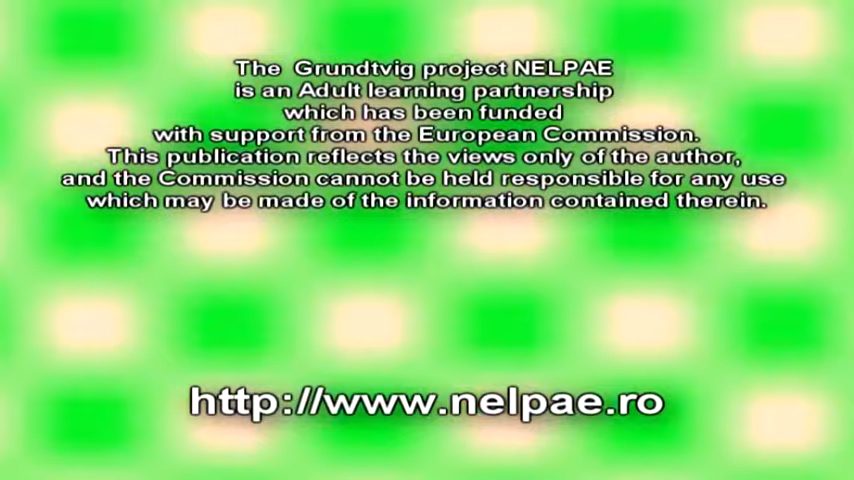 The Grundtvig project NELPAE
is an Adult learning partnership
which has been funded
with support from the European Commission.
This publication reflects the views only of the author,
and the Commission cannot be held responsible for any use
which may be made of the information contained therein.
http://www.nelpae.ro